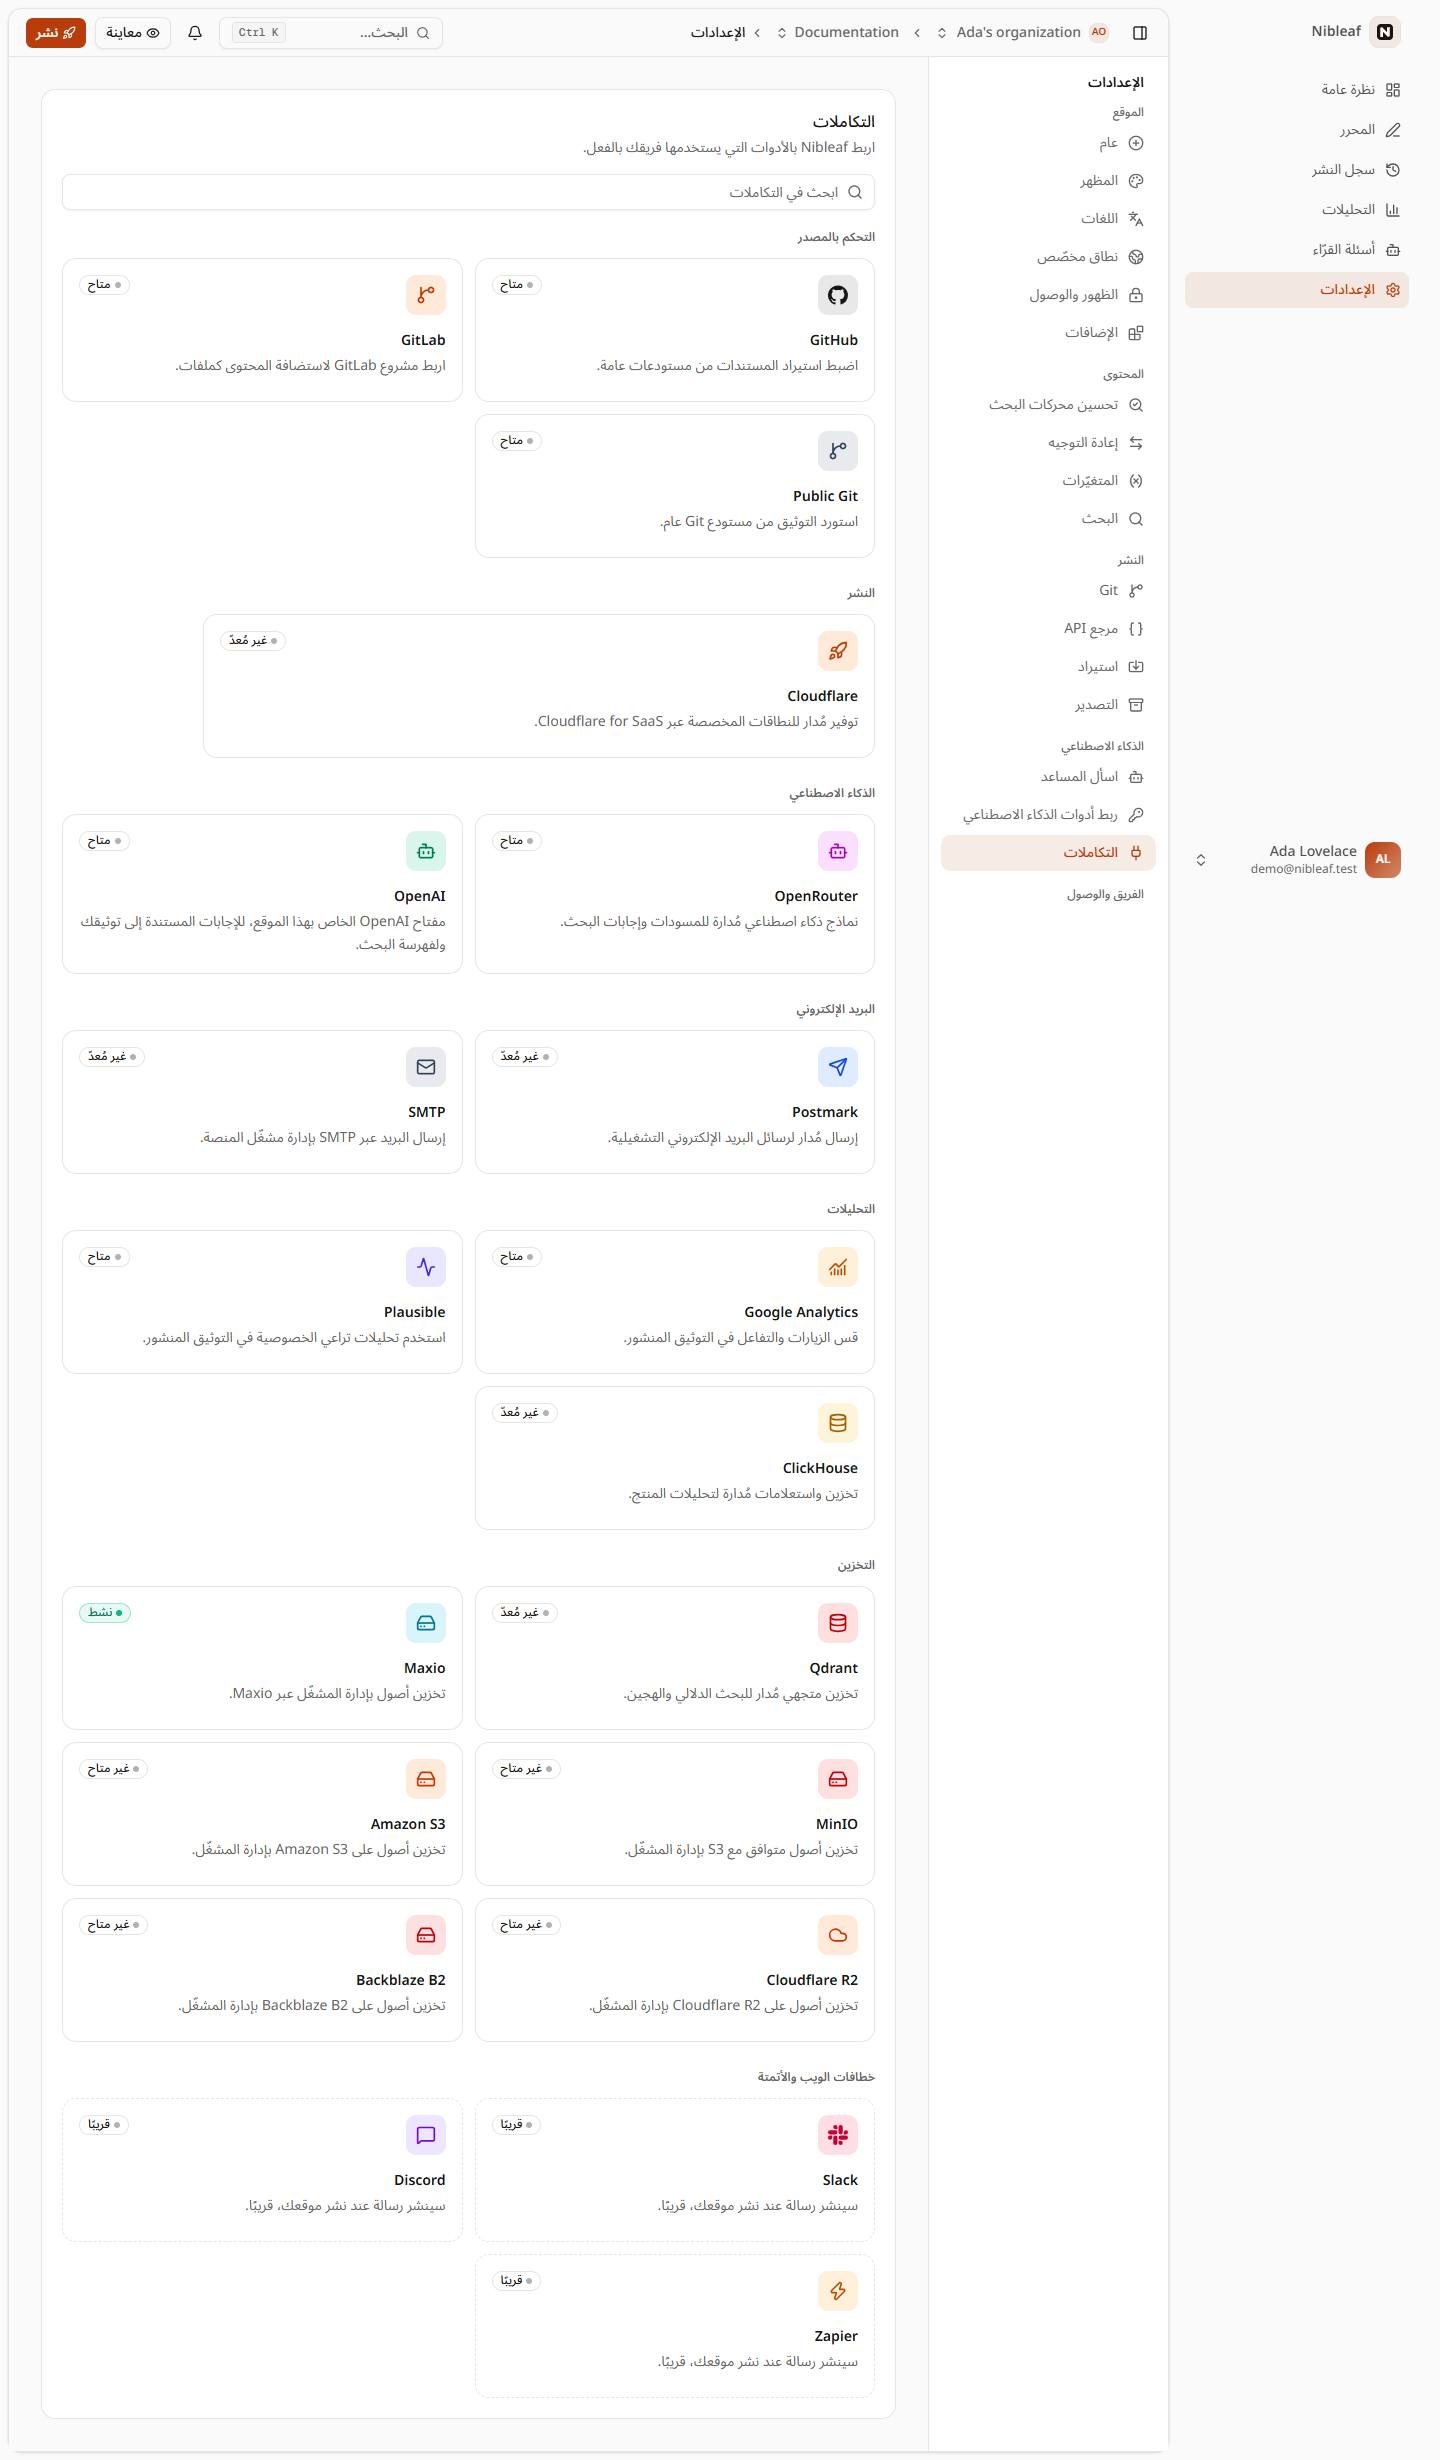 Nibleaf
نظرة عامة
المحرر
سجل النشر
التحليلات
أسئلة القرّاء
الإعدادات
Ada Lovelace
demo@nibleaf.test
AL
AO
Ada's organization
Documentation
الإعدادات
البحث...
Ctrl K
معاينة
نشر
الإعدادات
الموقع
عام
المظهر
اللغات
نطاق مخصّص
الظهور والوصول
الإضافات
المحتوى
تحسين محركات البحث
إعادة التوجيه
المتغيّرات
البحث
النشر
Git
مرجع API
استيراد
التصدير
الذكاء الاصطناعي
اسأل المساعد
ربط أدوات الذكاء الاصطناعي
التكاملات
الفريق والوصول
التكاملات
اربط Nibleaf بالأدوات التي يستخدمها فريقك بالفعل.
ابحث في التكاملات
التحكم بالمصدر
متاح
GitHub
اضبط استيراد المستندات من مستودعات عامة.
متاح
GitLab
اربط مشروع GitLab لاستضافة المحتوى كملفات.
متاح
Public Git
استورد التوثيق من مستودع Git عام.
النشر
غير مُعدّ
Cloudflare
توفير مُدار للنطاقات المخصصة عبر Cloudflare for SaaS.
الذكاء الاصطناعي
متاح
OpenRouter
نماذج ذكاء اصطناعي مُدارة للمسودات وإجابات البحث.
متاح
OpenAI
مفتاح OpenAI الخاص بهذا الموقع، للإجابات المستندة إلى توثيقك
ولفهرسة البحث.
البريد الإلكتروني
غير مُعدّ
Postmark
إرسال مُدار لرسائل البريد الإلكتروني التشغيلية.
غير مُعدّ
SMTP
إرسال البريد عبر SMTP بإدارة مشغّل المنصة.
التحليلات
متاح
Google Analytics
قس الزيارات والتفاعل في التوثيق المنشور.
متاح
Plausible
استخدم تحليلات تراعي الخصوصية في التوثيق المنشور.
غير مُعدّ
ClickHouse
تخزين واستعلامات مُدارة لتحليلات المنتج.
التخزين
غير مُعدّ
Qdrant
تخزين متجهي مُدار للبحث الدلالي والهجين.
نشط
Maxio
تخزين أصول بإدارة المشغّل عبر Maxio.
غير متاح
MinIO
تخزين أصول متوافق مع S3 بإدارة المشغّل.
غير متاح
Amazon S3
تخزين أصول على Amazon S3 بإدارة المشغّل.
غير متاح
Cloudflare R2
تخزين أصول على Cloudflare R2 بإدارة المشغّل.
غير متاح
Backblaze B2
تخزين أصول على Backblaze B2 بإدارة المشغّل.
خطافات الويب والأتمتة
قريبًا
Slack
سينشر رسالة عند نشر موقعك، قريبًا.
قريبًا
Discord
سينشر رسالة عند نشر موقعك، قريبًا.
قريبًا
Zapier
سينشر رسالة عند نشر موقعك، قريبًا.